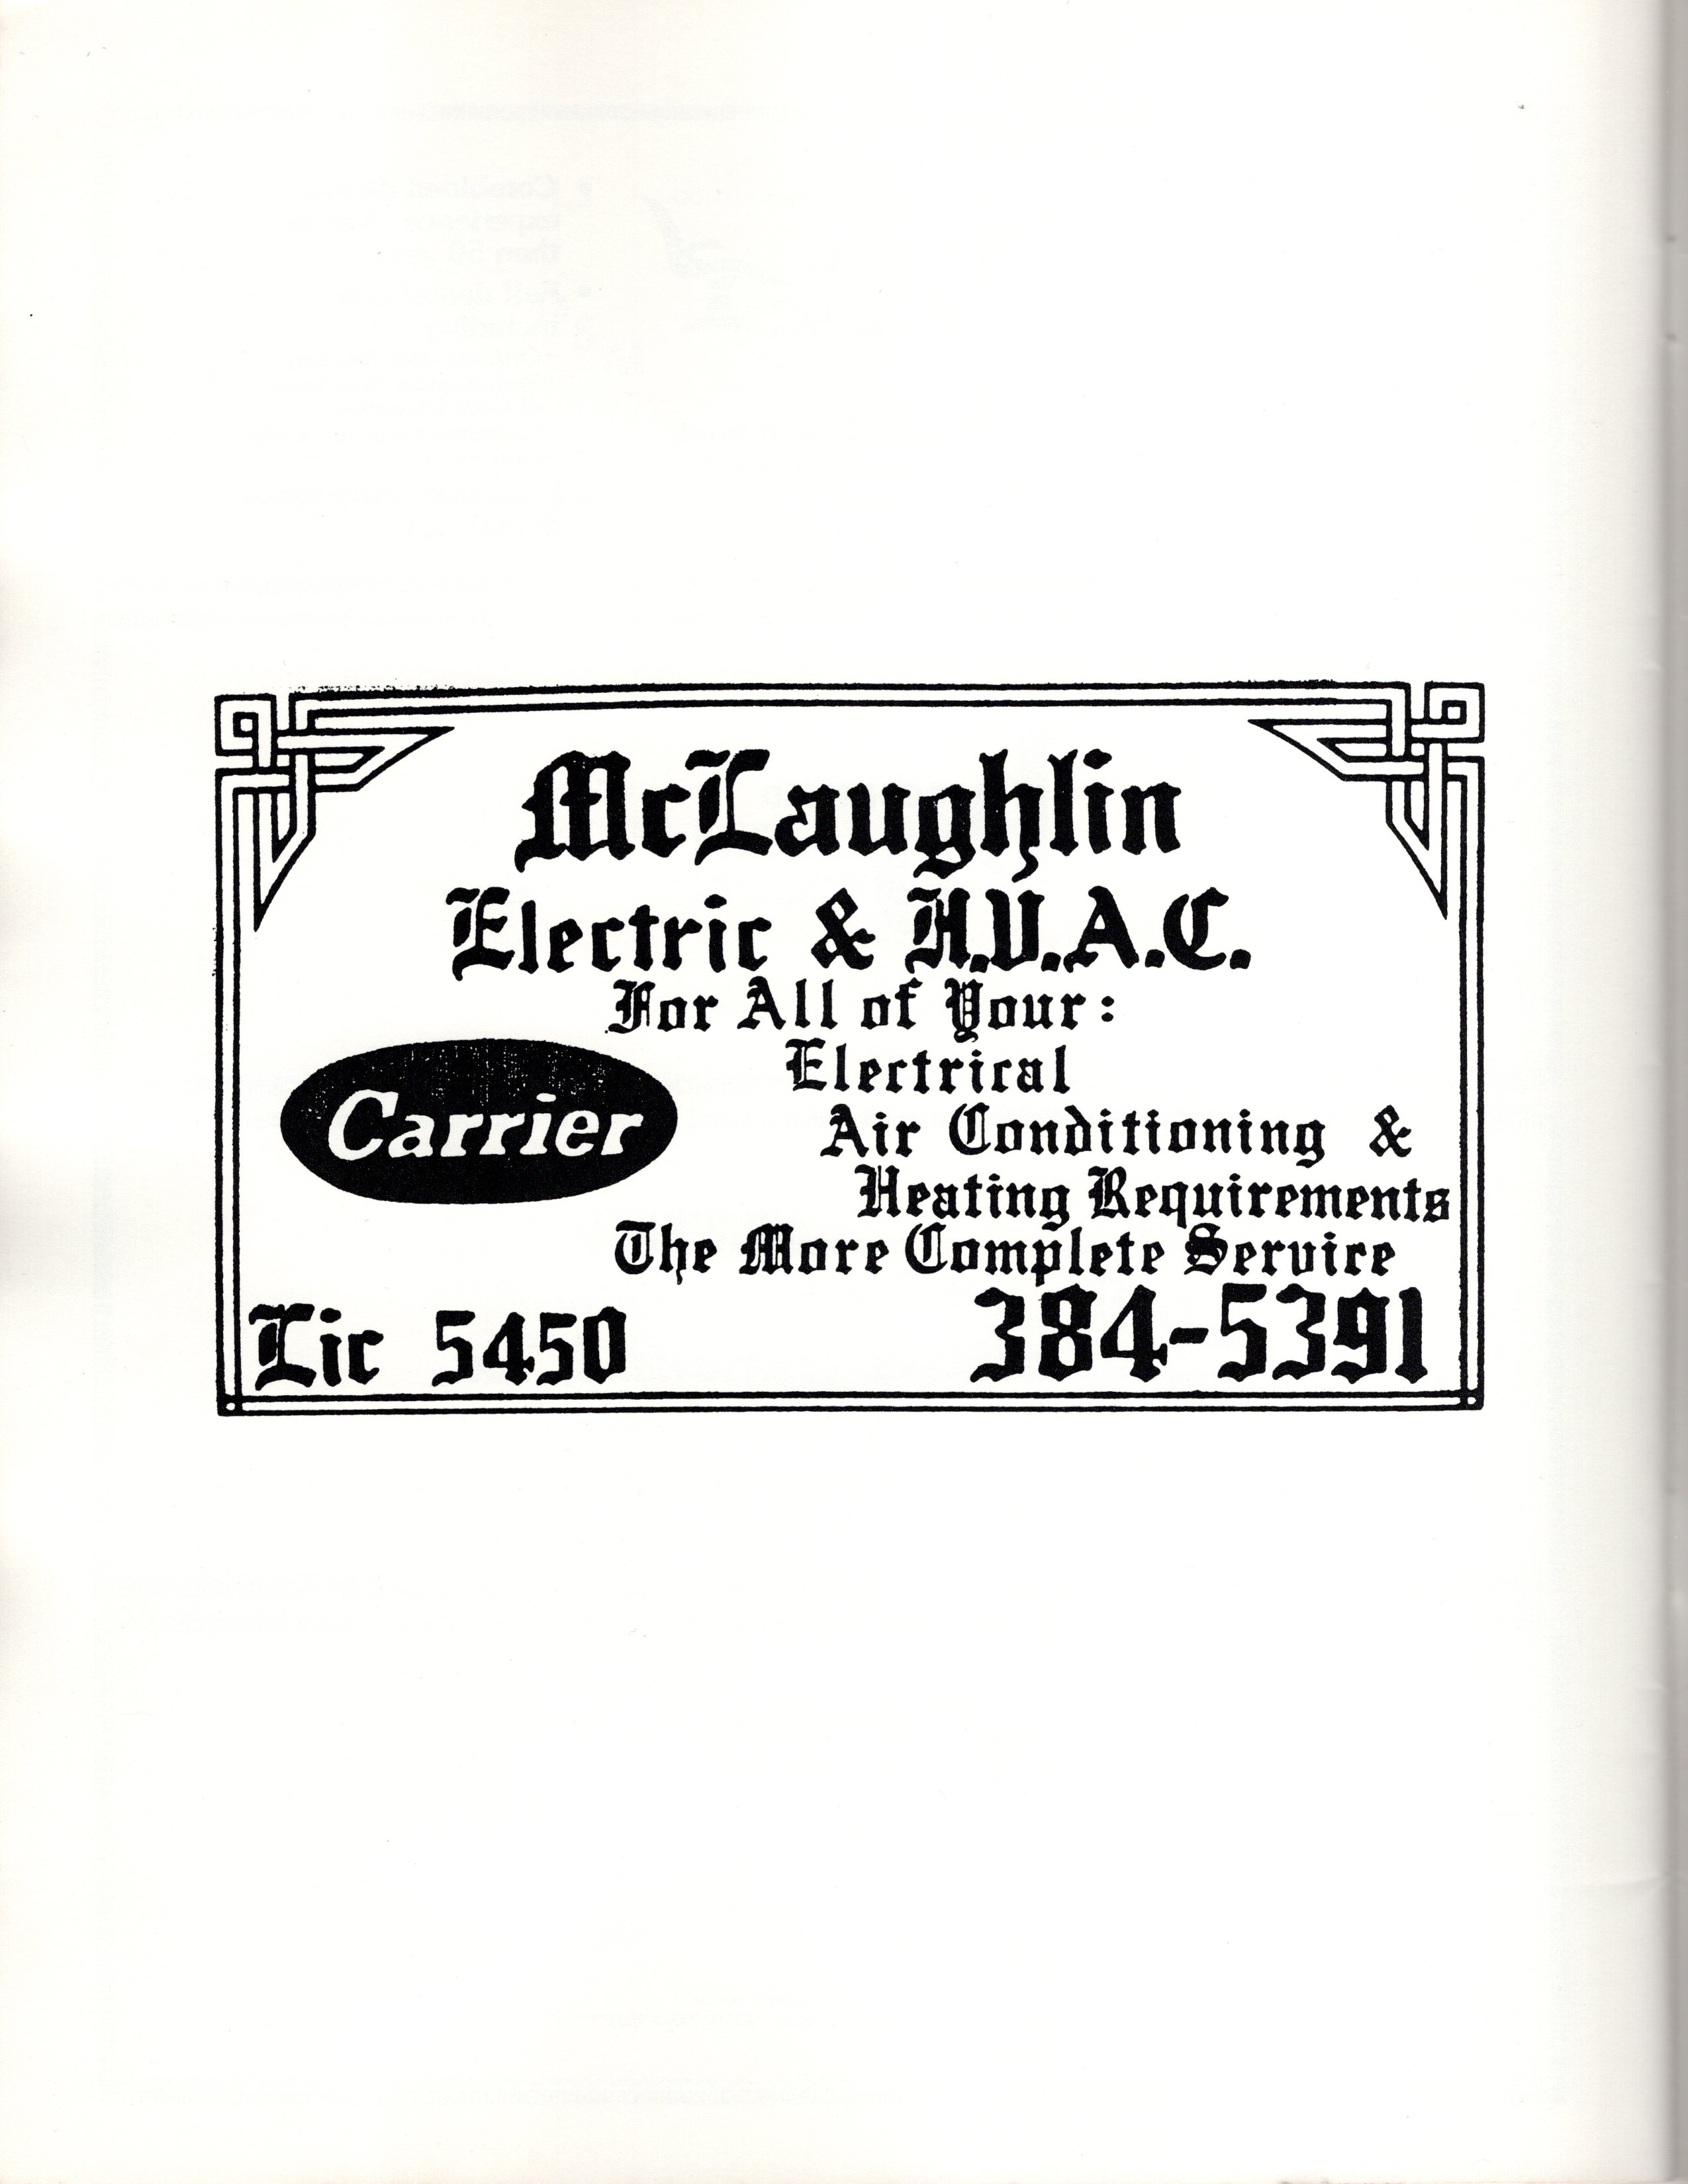 McLaughlin
Electric & H.V.A.C.
For All of Your:
Electrical
Carrier
Air Conditioning &
Heating Requirements
The More Complete Service
Lic 5450
384-5391